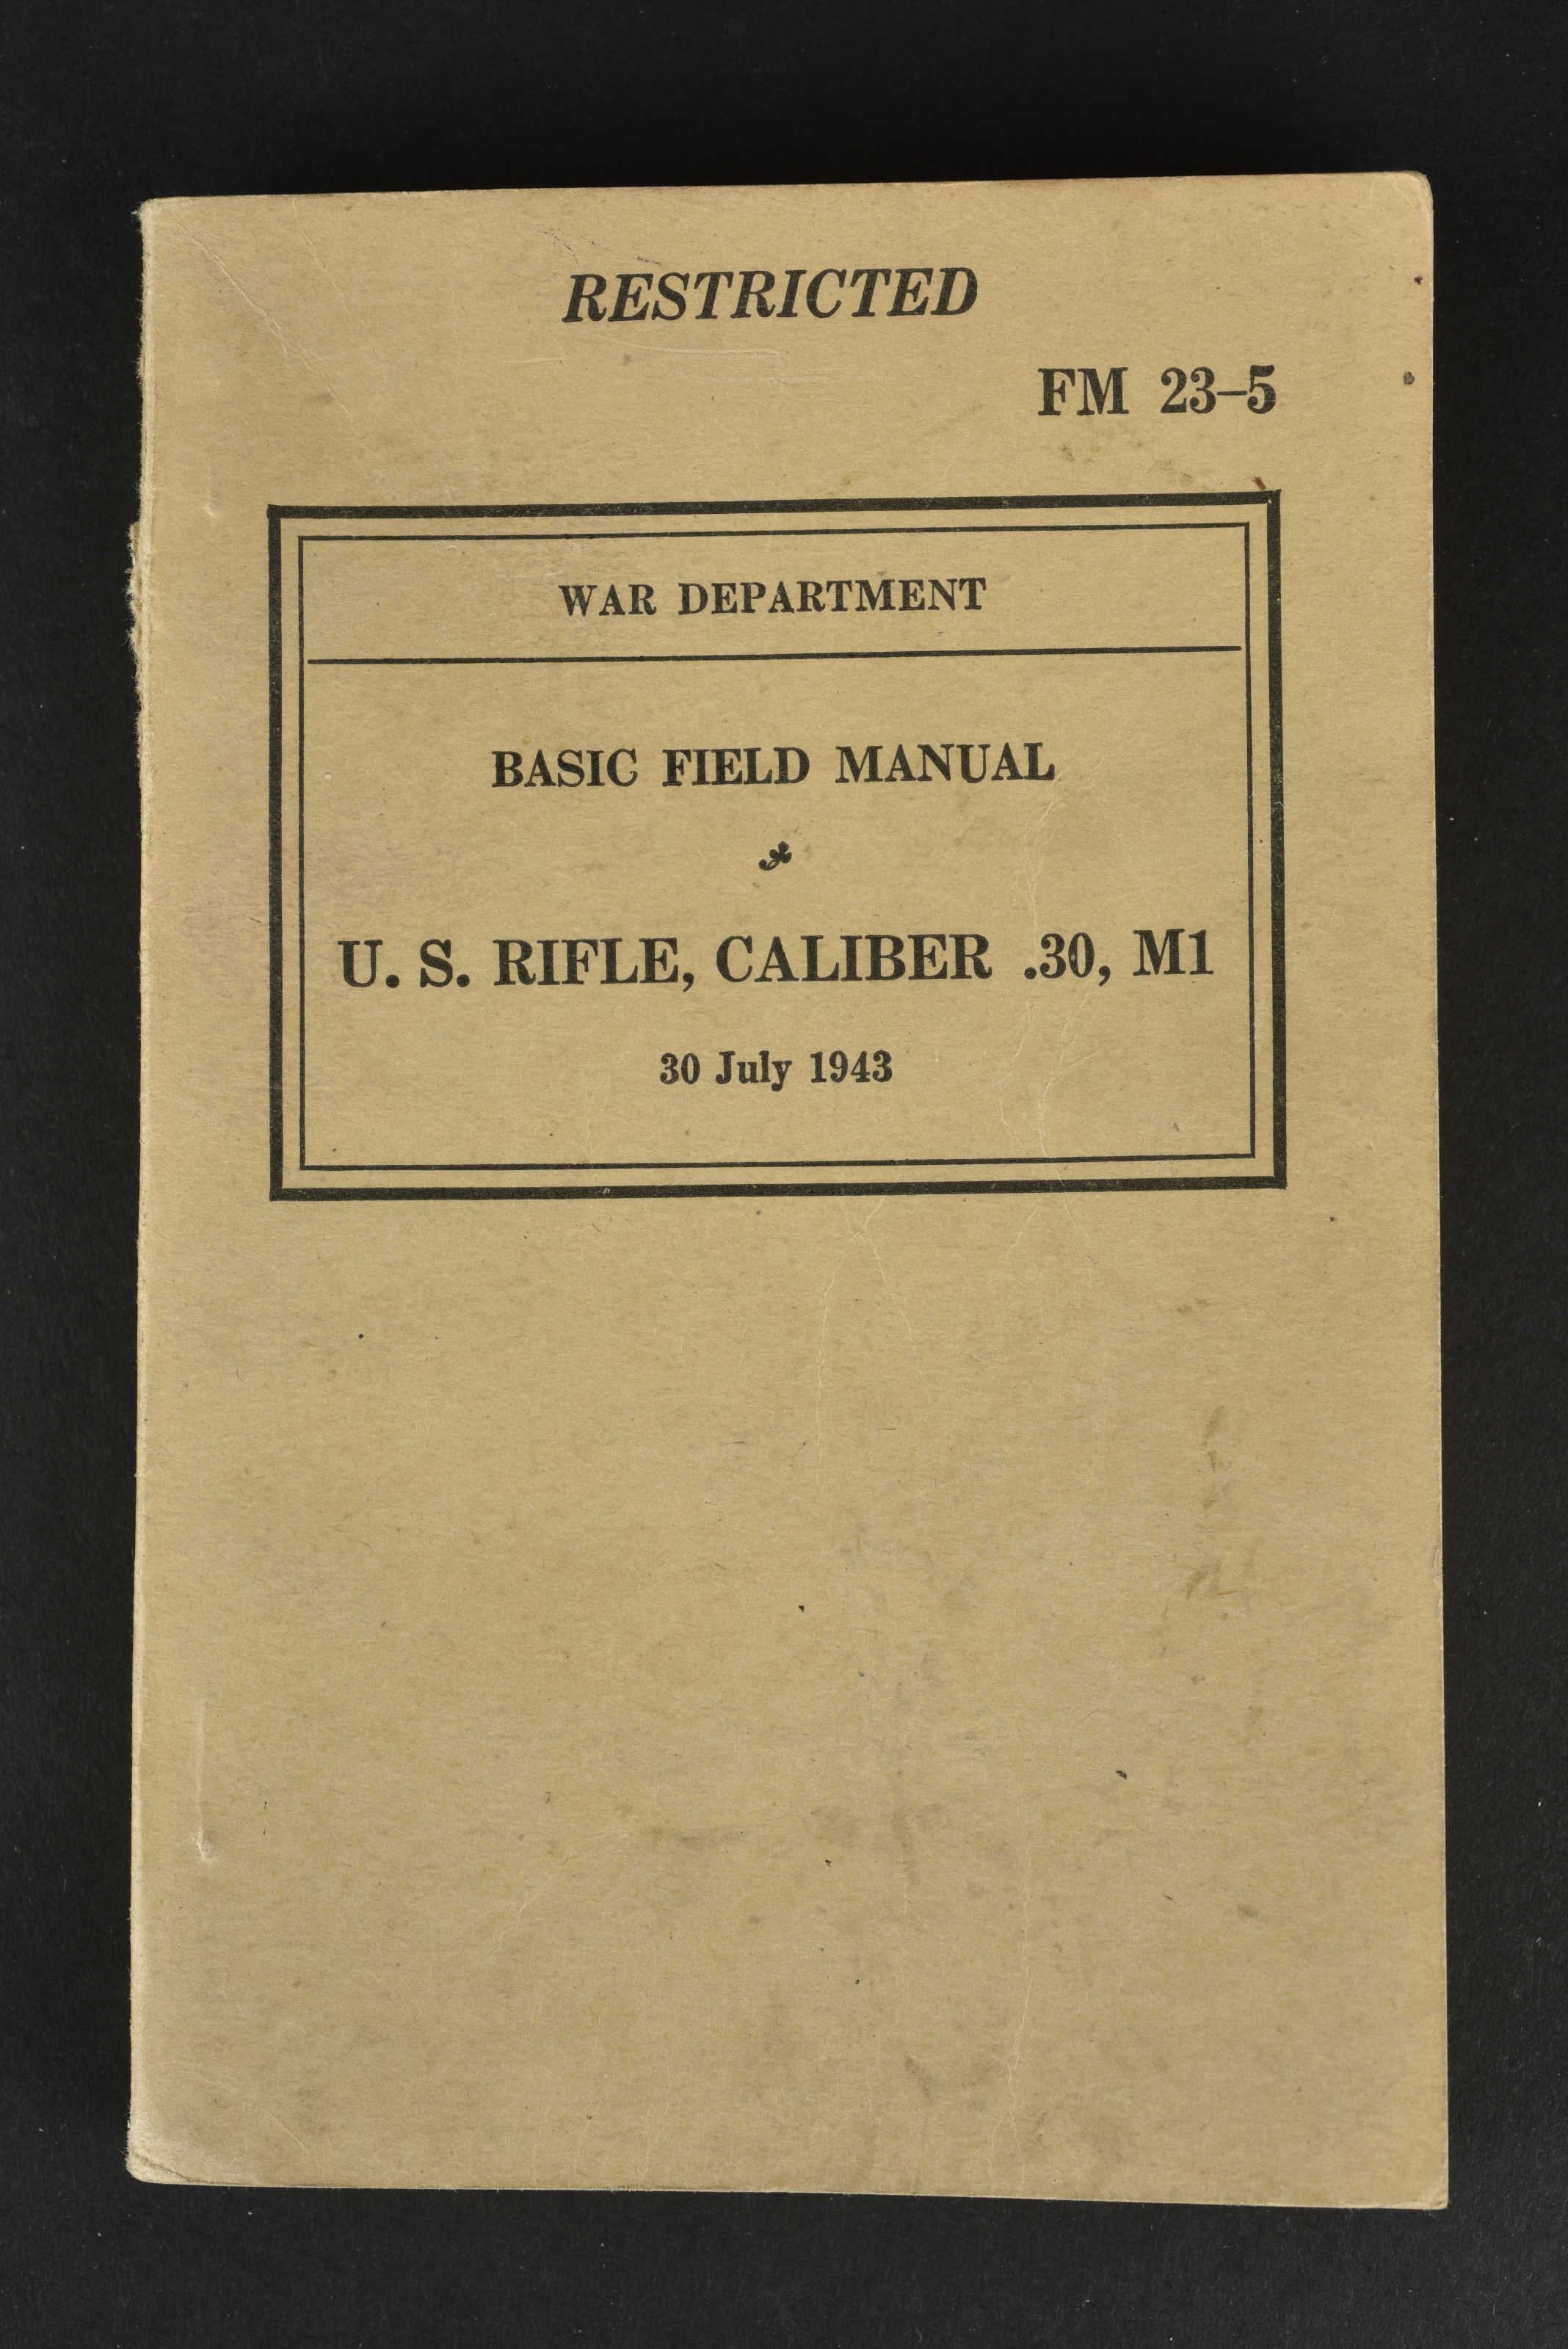 RESTRICTED
FM 23–5
WAR DEPARTMENT
BASIC FIELD MANUAL
U. S. RIFLE, CALIBER .30, M1
30 July 1943